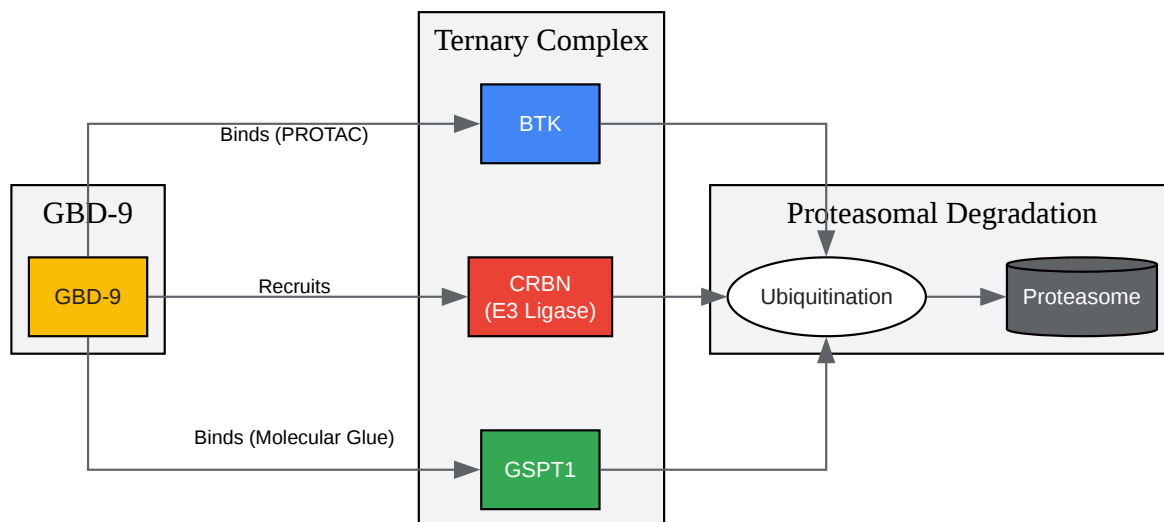 Ternary Complex
BTK
Binds (PROTAC)
GBD-9
Proteasomal Degradation
GBD-9
Recruits
CRBN
(E3 Ligase)
Ubiquitination
Proteasome
Binds (Molecular Glue)
GSPT1